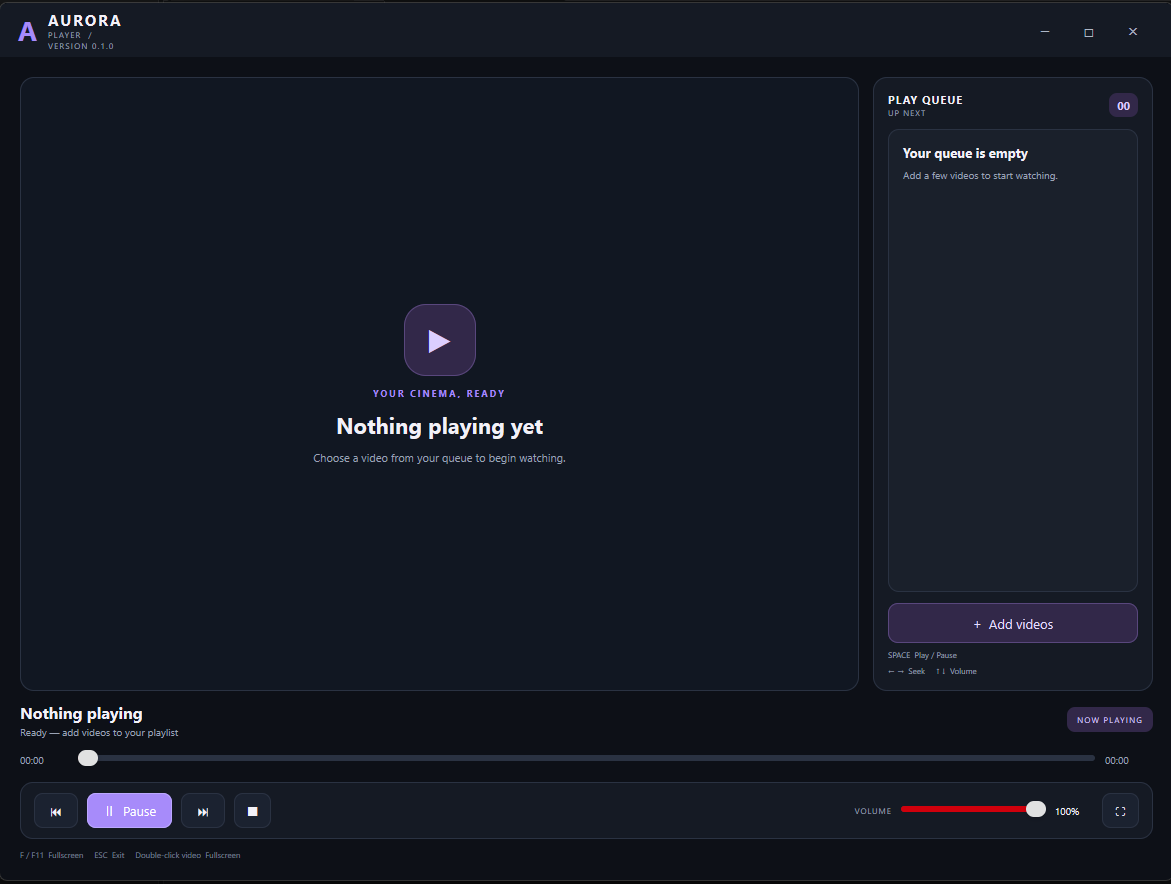 A
AURORA
PLAYER /
VERSION 0.1.0
PLAY QUEUE
UP NEXT
00
Your queue is empty
Add a few videos to start watching.
YOUR CINEMA, READY
Nothing playing yet
Choose a video from your queue to begin watching.
+ Add videos
SPACE Play / Pause
←→ Seek ↑↓ Volume
Nothing playing
Ready — add videos to your playlist
NOW PLAYING
00:00
00:00
Pause
VOLUME
100%
F / F11 Fullscreen ESC Exit Double-click video Fullscreen